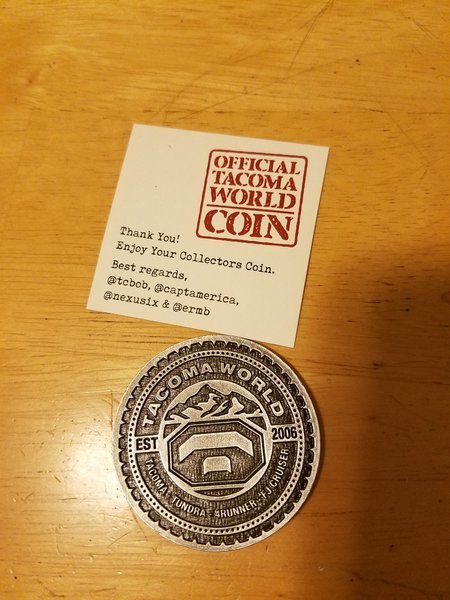 OFFICIAL
TACOMA
WORLD
COIN
Thank You!
Enjoy Your Collectors Coin.
Best regards,
@tcbob, @captamerica,
@nexusix & @ermb
TACOMA WORLD
EST 2006
TACOMA - TUNDRA - 4RUNNER - FJ CRUISER